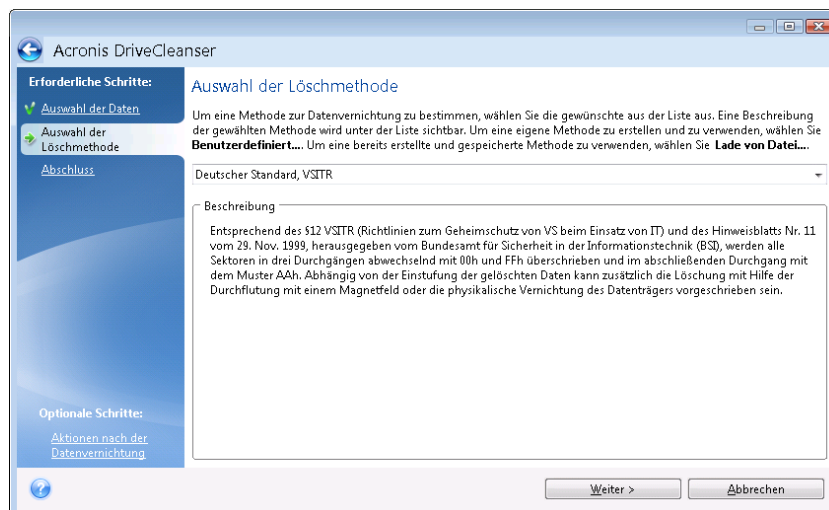 Acronis DriveCleanser
Erforderliche Schritte:
Auswahl der Daten
Auswahl der
Löschmethode
Abschluss
Optionale Schritte:
Aktionen nach der
Datenvernichtung
Auswahl der Löschmethode
Um eine Methode zur Datenvernichtung zu bestimmen, wählen Sie die gewünschte aus der Liste aus. Eine Beschreibung
der gewählten Methode wird unter der Liste sichtbar. Um eine eigene Methode zu erstellen und zu verwenden, wählen Sie
Benutzerdefiniert.... Um eine bereits erstellte und gespeicherte Methode zu verwenden, wählen Sie Lade von Datei....
Deutscher Standard, VSITR
Beschreibung
Entsprechend des §12 VSITR (Richtlinien zum Geheimschutz von VS beim Einsatz von IT) und des Hinweisblatts Nr. 11
vom 29. Nov. 1999, herausgegeben vom Bundesamt für Sicherheit in der Informationstechnik (BSI), werden alle
Sektoren in drei Durchgängen abwechselnd mit 00h und FFh überschrieben und im abschließenden Durchgang mit
dem Muster AAh. Abhängig von der Einstufung der gelöschten Daten kann zusätzlich die Löschung mit Hilfe der
Durchflutung mit einem Magnetfeld oder die physikalische Vernichtung des Datenträgers vorgeschrieben sein.
Weiter >
Abbrechen